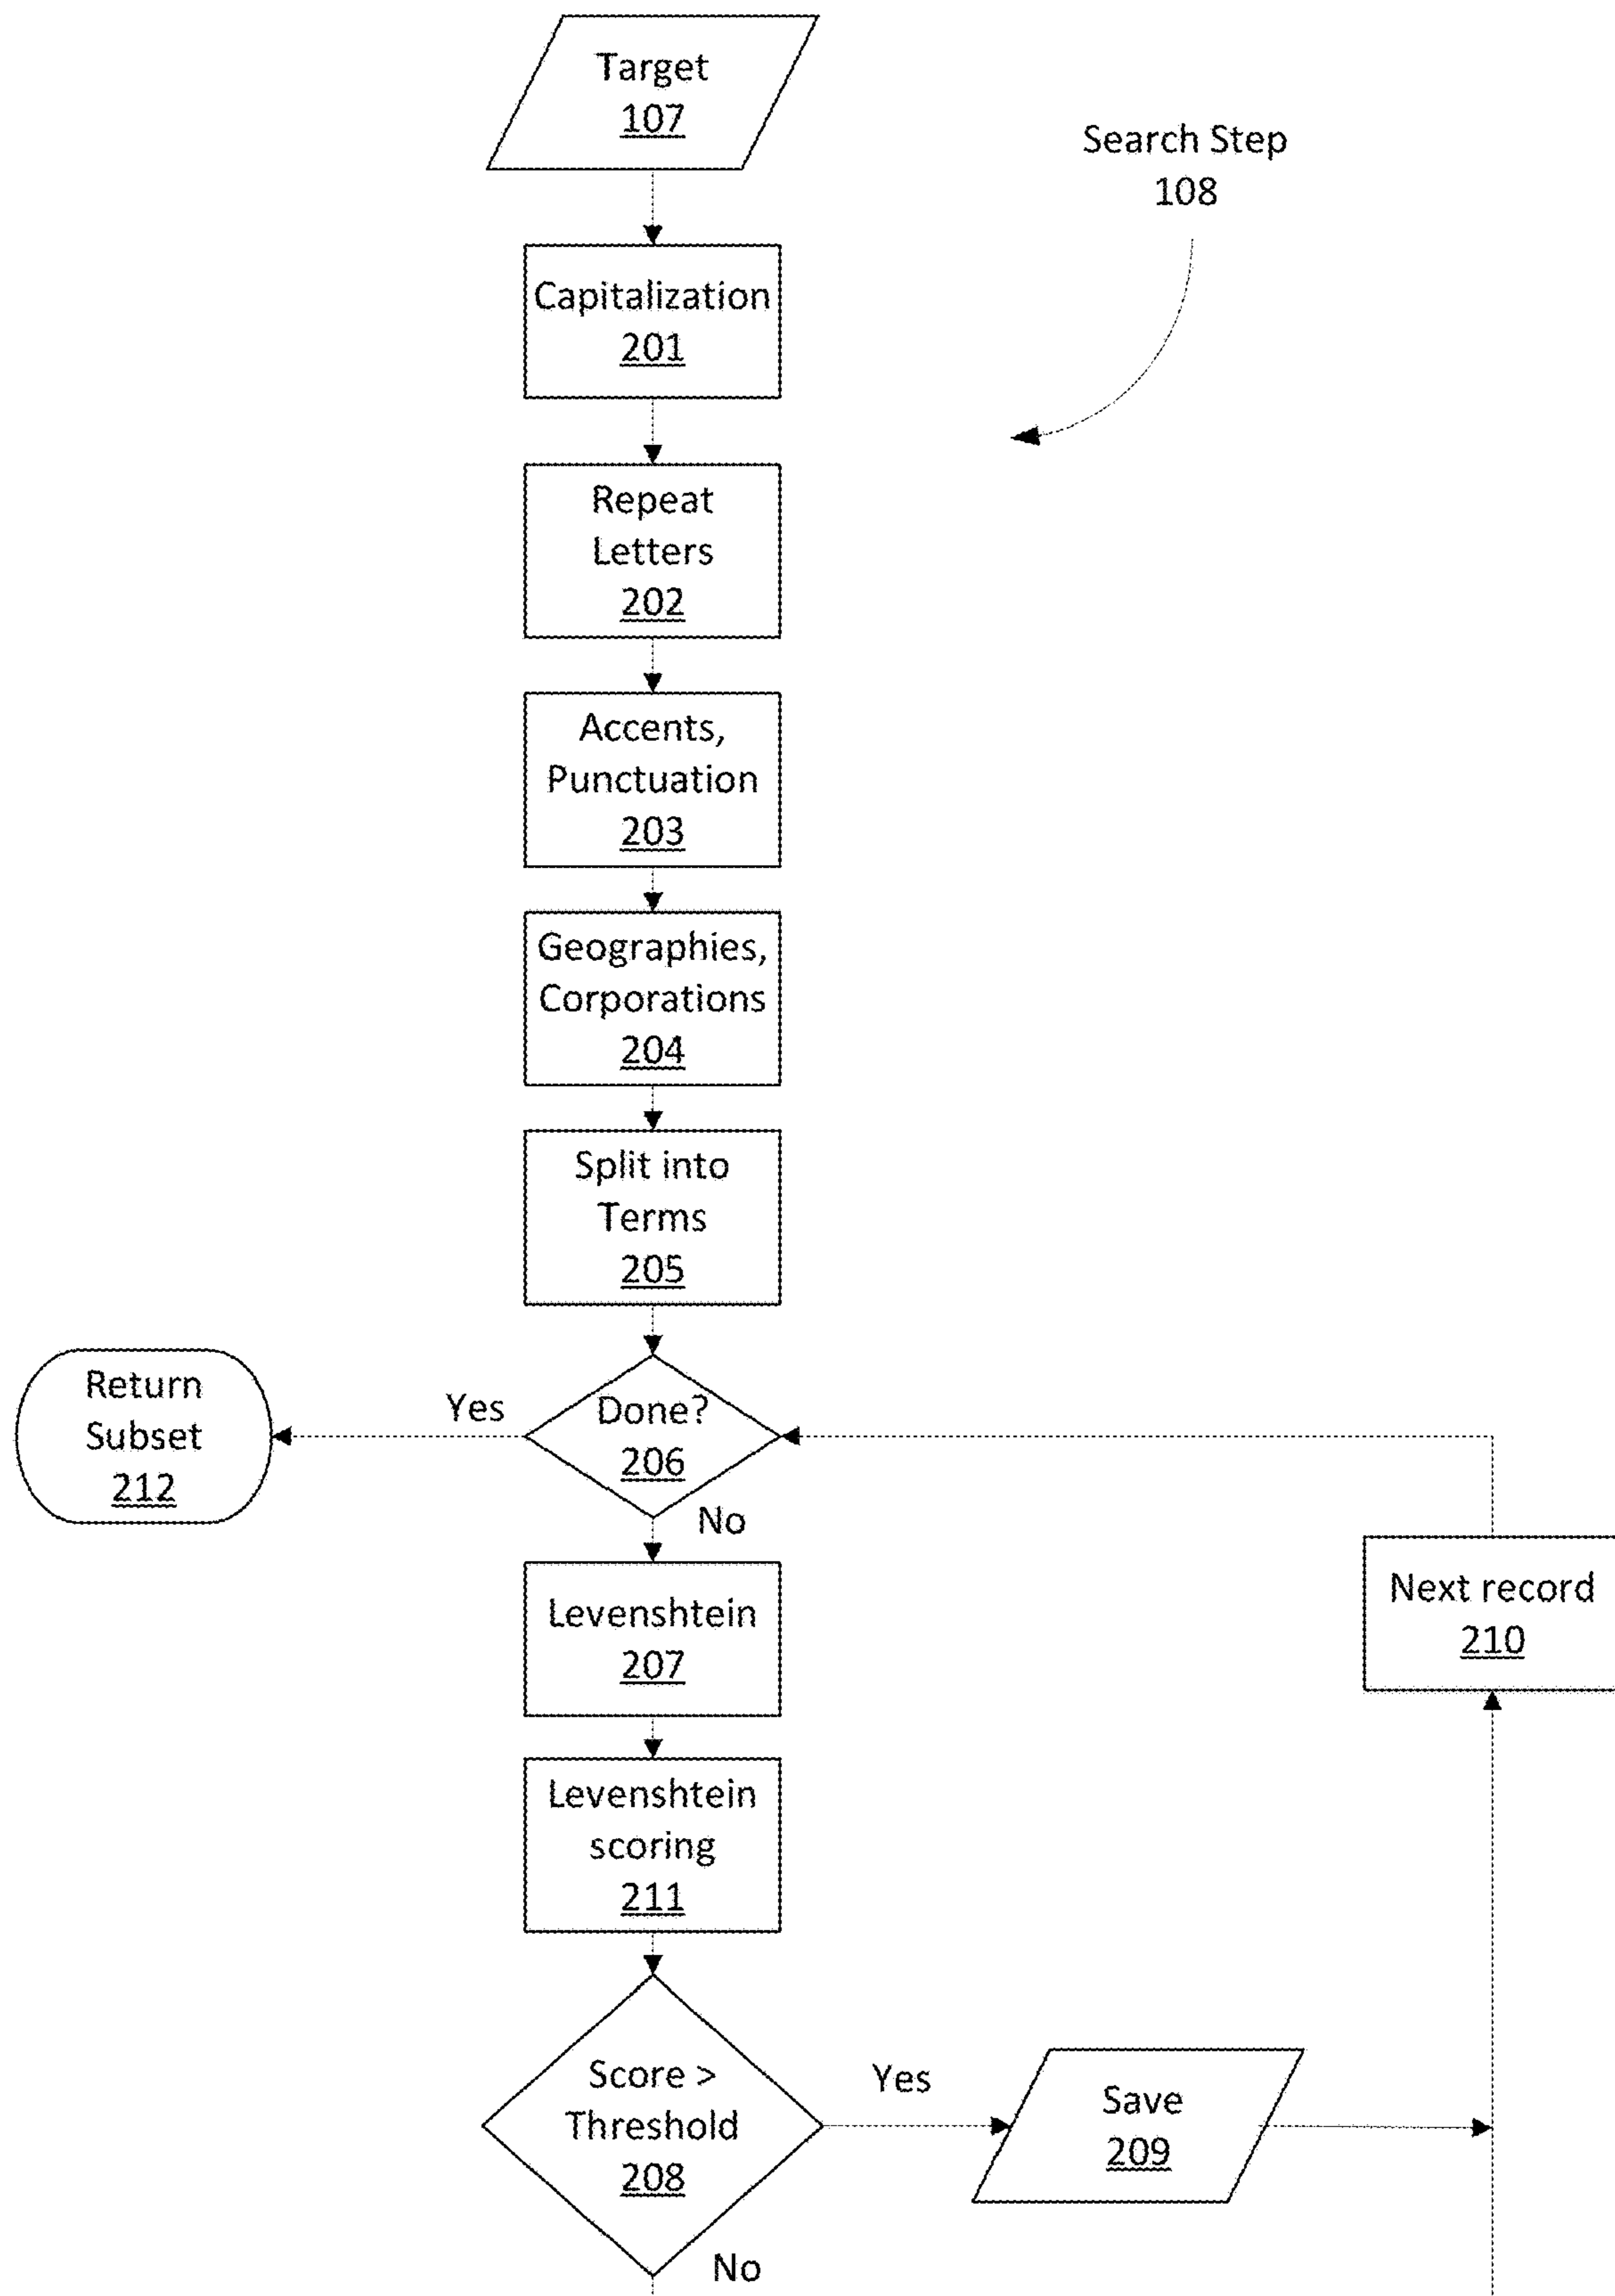 Target
107
Search Step
108
Capitalization
201
Repeat
Letters
202
Accents,
Punctuation
203
Geographies,
Corporations
204
Split into
Terms
205
Return
Subset
212
Yes
Done?
206
No
Next record
210
Levenshtein
207
Levenshtein
scoring
211
Score >
Threshold
208
Yes
Save
209
No